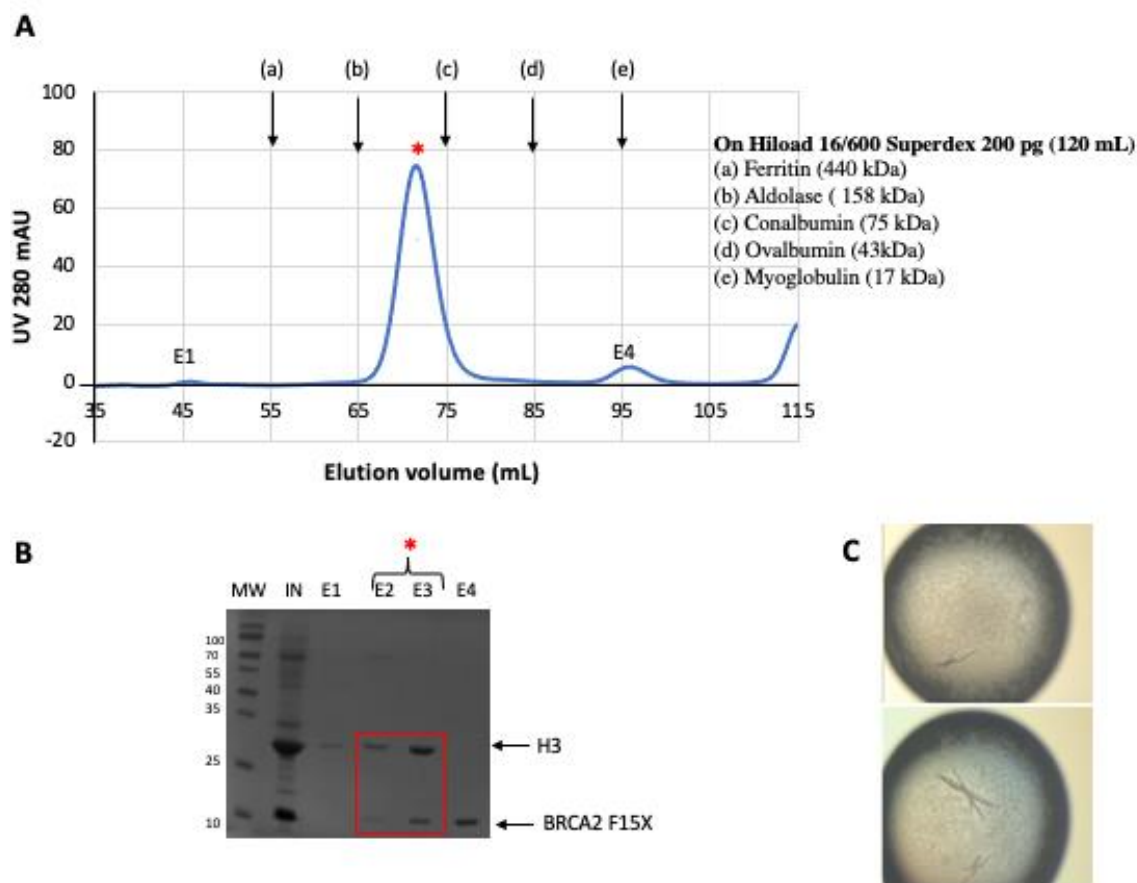 A
(a) (b) (c) (d) (e)
100
80
60
40
20
0
-20
UV 280 mAU
*
E1
E4
35 45 55 65 75 85 95 105 115
Elution volume (mL)
On Hiload 16/600 Superdex 200 pg (120 mL)
(a) Ferritin (440 kDa)
(b) Aldolase ( 158 kDa)
(c) Conalbumin (75 kDa)
(d) Ovalbumin (43kDa)
(e) Myoglobulin (17 kDa)
B
*
MW IN E1 E2 E3 E4
100
70
55
40
35
25
10
H3
BRCA2 F15X
C